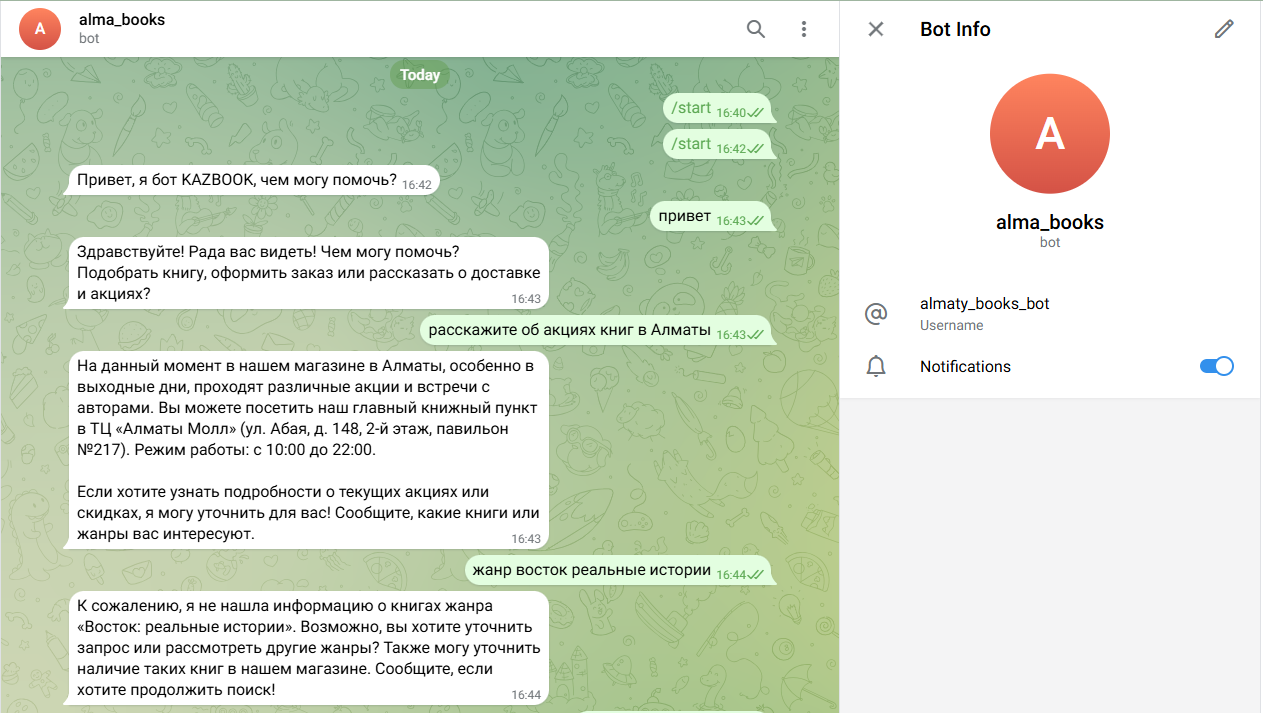 alma_books
bot
Today
/start 16:40
/start 16:42
Привет, я бот KAZBOOK, чем могу помочь? 16:42
привет 16:43
Здравствуйте! Рада вас видеть! Чем могу помочь?
Подобрать книгу, оформить заказ или рассказать о доставке
и акциях?
16:43
расскажите об акциях книг в Алматы 16:43
На данный момент в нашем магазине в Алматы, особенно в
выходные дни, проходят различные акции и встречи с
авторами. Вы можете посетить наш главный книжный пункт
в ТЦ «Алматы Молл» (ул. Абая, д. 148, 2-й этаж, павильон
№217). Режим работы: с 10:00 до 22:00.
Если хотите узнать подробности о текущих акциях или
скидках, я могу уточнить для вас! Сообщите, какие книги или
жанры вас интересуют.
16:43
жанр восток реальные истории 16:44
К сожалению, я не нашла информацию о книгах жанра
«Восток: реальные истории». Возможно, вы хотите уточнить
запрос или рассмотреть другие жанры? Также могу уточнить
наличие таких книг в нашем магазине. Сообщите, если
хотите продолжить поиск!
16:44
Bot Info
A
alma_books
bot
almaty_books_bot
Username
Notifications